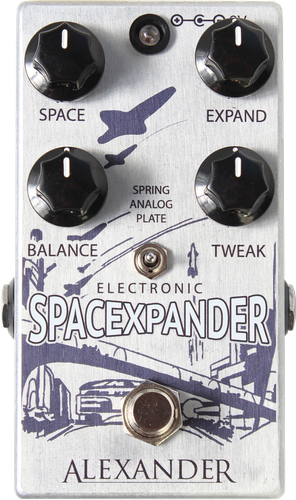 9V
SPACE
EXPAND
SPRING
ANALOG
PLATE
BALANCE
TWEAK
ELECTRONIC
SPACEXPANDER
ALEXANDER